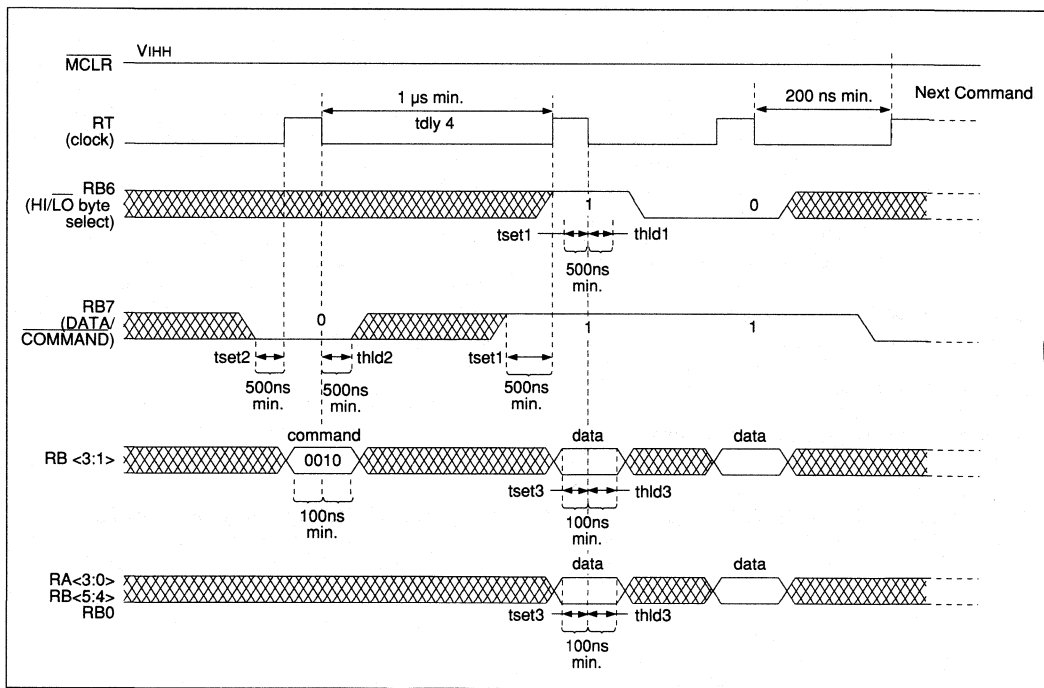 VIHH
MCLR
1 µs min.
200 ns min.
Next Command
RT
(clock)
tdly 4
RB6
(HI/LO byte
select)
1
0
tset1
thld1
500ns
min.
RB7
(DATA/
COMMAND)
0
1
1
tset2
thld2
tset1
500ns
min.
500ns
min.
500ns
min.
command
data
data
RB <3:1>
0010
tset3
thld3
100ns
min.
100ns
min.
RA<3:0>
RB<5:4>
RB0
data
data
tset3
thld3
100ns
min.